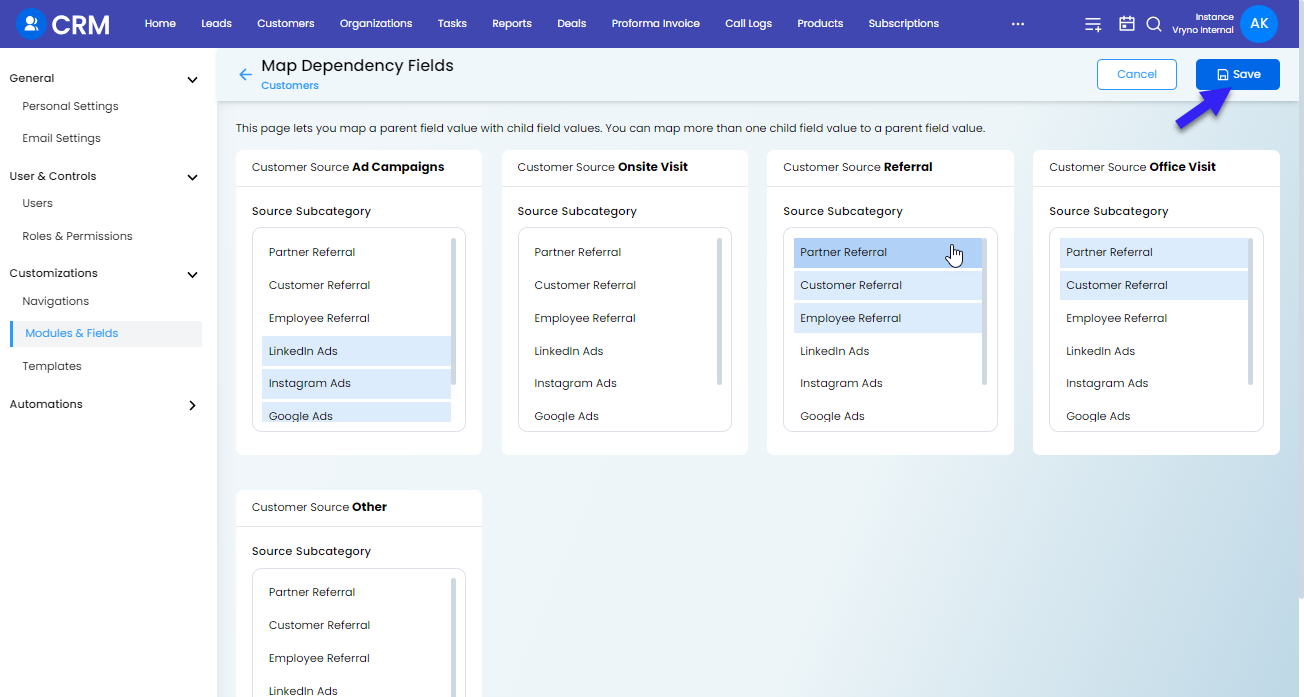 CRM
Home Leads Customers Organizations Tasks Reports Deals Proforma Invoice Call Logs Products Subscriptions ... Instance
Vryno Internal
AK
General
Personal Settings
Email Settings
User & Controls
Users
Roles & Permissions
Customizations
Navigations
Modules & Fields
Templates
Automations
Map Dependency Fields
Customers
Cancel
Save
This page lets you map a parent field value with child field values. You can map more than one child field value to a parent field value.
Customer Source Ad Campaigns
Source Subcategory
Partner Referral
Customer Referral
Employee Referral
LinkedIn Ads
Instagram Ads
Google Ads
Customer Source Onsite Visit
Source Subcategory
Partner Referral
Customer Referral
Employee Referral
LinkedIn Ads
Instagram Ads
Google Ads
Customer Source Referral
Source Subcategory
Partner Referral
Customer Referral
Employee Referral
LinkedIn Ads
Instagram Ads
Google Ads
Customer Source Office Visit
Source Subcategory
Partner Referral
Customer Referral
Employee Referral
LinkedIn Ads
Instagram Ads
Google Ads
Customer Source Other
Source Subcategory
Partner Referral
Customer Referral
Employee Referral
LinkedIn Ads